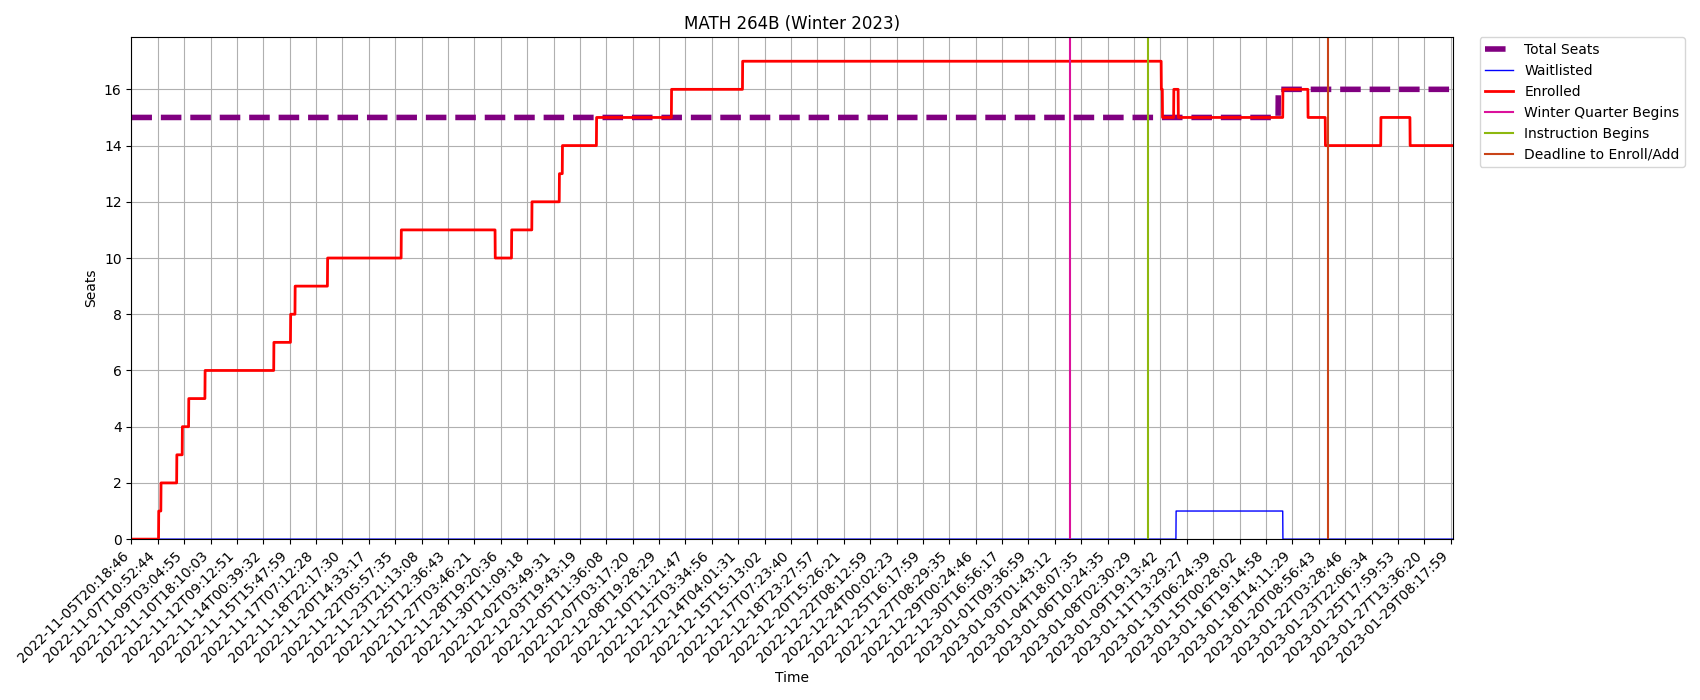 MATH 264B (Winter 2023)
Total Seats
Waitlisted
Enrolled
Winter Quarter Begins
Instruction Begins
Deadline to Enroll/Add
Seats
16
14
12
10
8
6
4
2
0
2022-11-05T20:18:46
2022-11-07T10:52:44
2022-11-09T03:04:55
2022-11-10T18:10:03
2022-11-12T09:12:51
2022-11-14T00:39:32
2022-11-15T15:47:59
2022-11-17T07:12:28
2022-11-18T22:17:30
2022-11-20T14:33:17
2022-11-22T05:57:35
2022-11-23T21:13:08
2022-11-25T12:36:43
2022-11-27T03:46:21
2022-11-28T19:20:36
2022-11-30T11:09:18
2022-12-02T03:49:31
2022-12-03T19:43:19
2022-12-05T11:36:08
2022-12-07T03:17:20
2022-12-08T19:28:29
2022-12-10T11:21:47
2022-12-12T03:34:56
2022-12-14T04:01:31
2022-12-15T15:13:02
2022-12-17T07:23:40
2022-12-18T23:27:57
2022-12-20T15:26:21
2022-12-22T08:12:59
2022-12-24T00:02:23
2022-12-25T16:17:59
2022-12-27T08:29:35
2022-12-29T00:24:46
2022-12-30T16:56:17
2023-01-01T09:36:59
2023-01-03T01:43:12
2023-01-04T18:07:35
2023-01-06T10:24:35
2023-01-08T02:30:29
2023-01-09T19:13:42
2023-01-11T13:29:27
2023-01-13T06:24:39
2023-01-15T00:28:02
2023-01-16T19:14:58
2023-01-18T14:11:29
2023-01-20T08:56:43
2023-01-22T03:28:46
2023-01-23T22:06:34
2023-01-25T17:59:53
2023-01-27T13:36:20
2023-01-29T08:17:59
Time